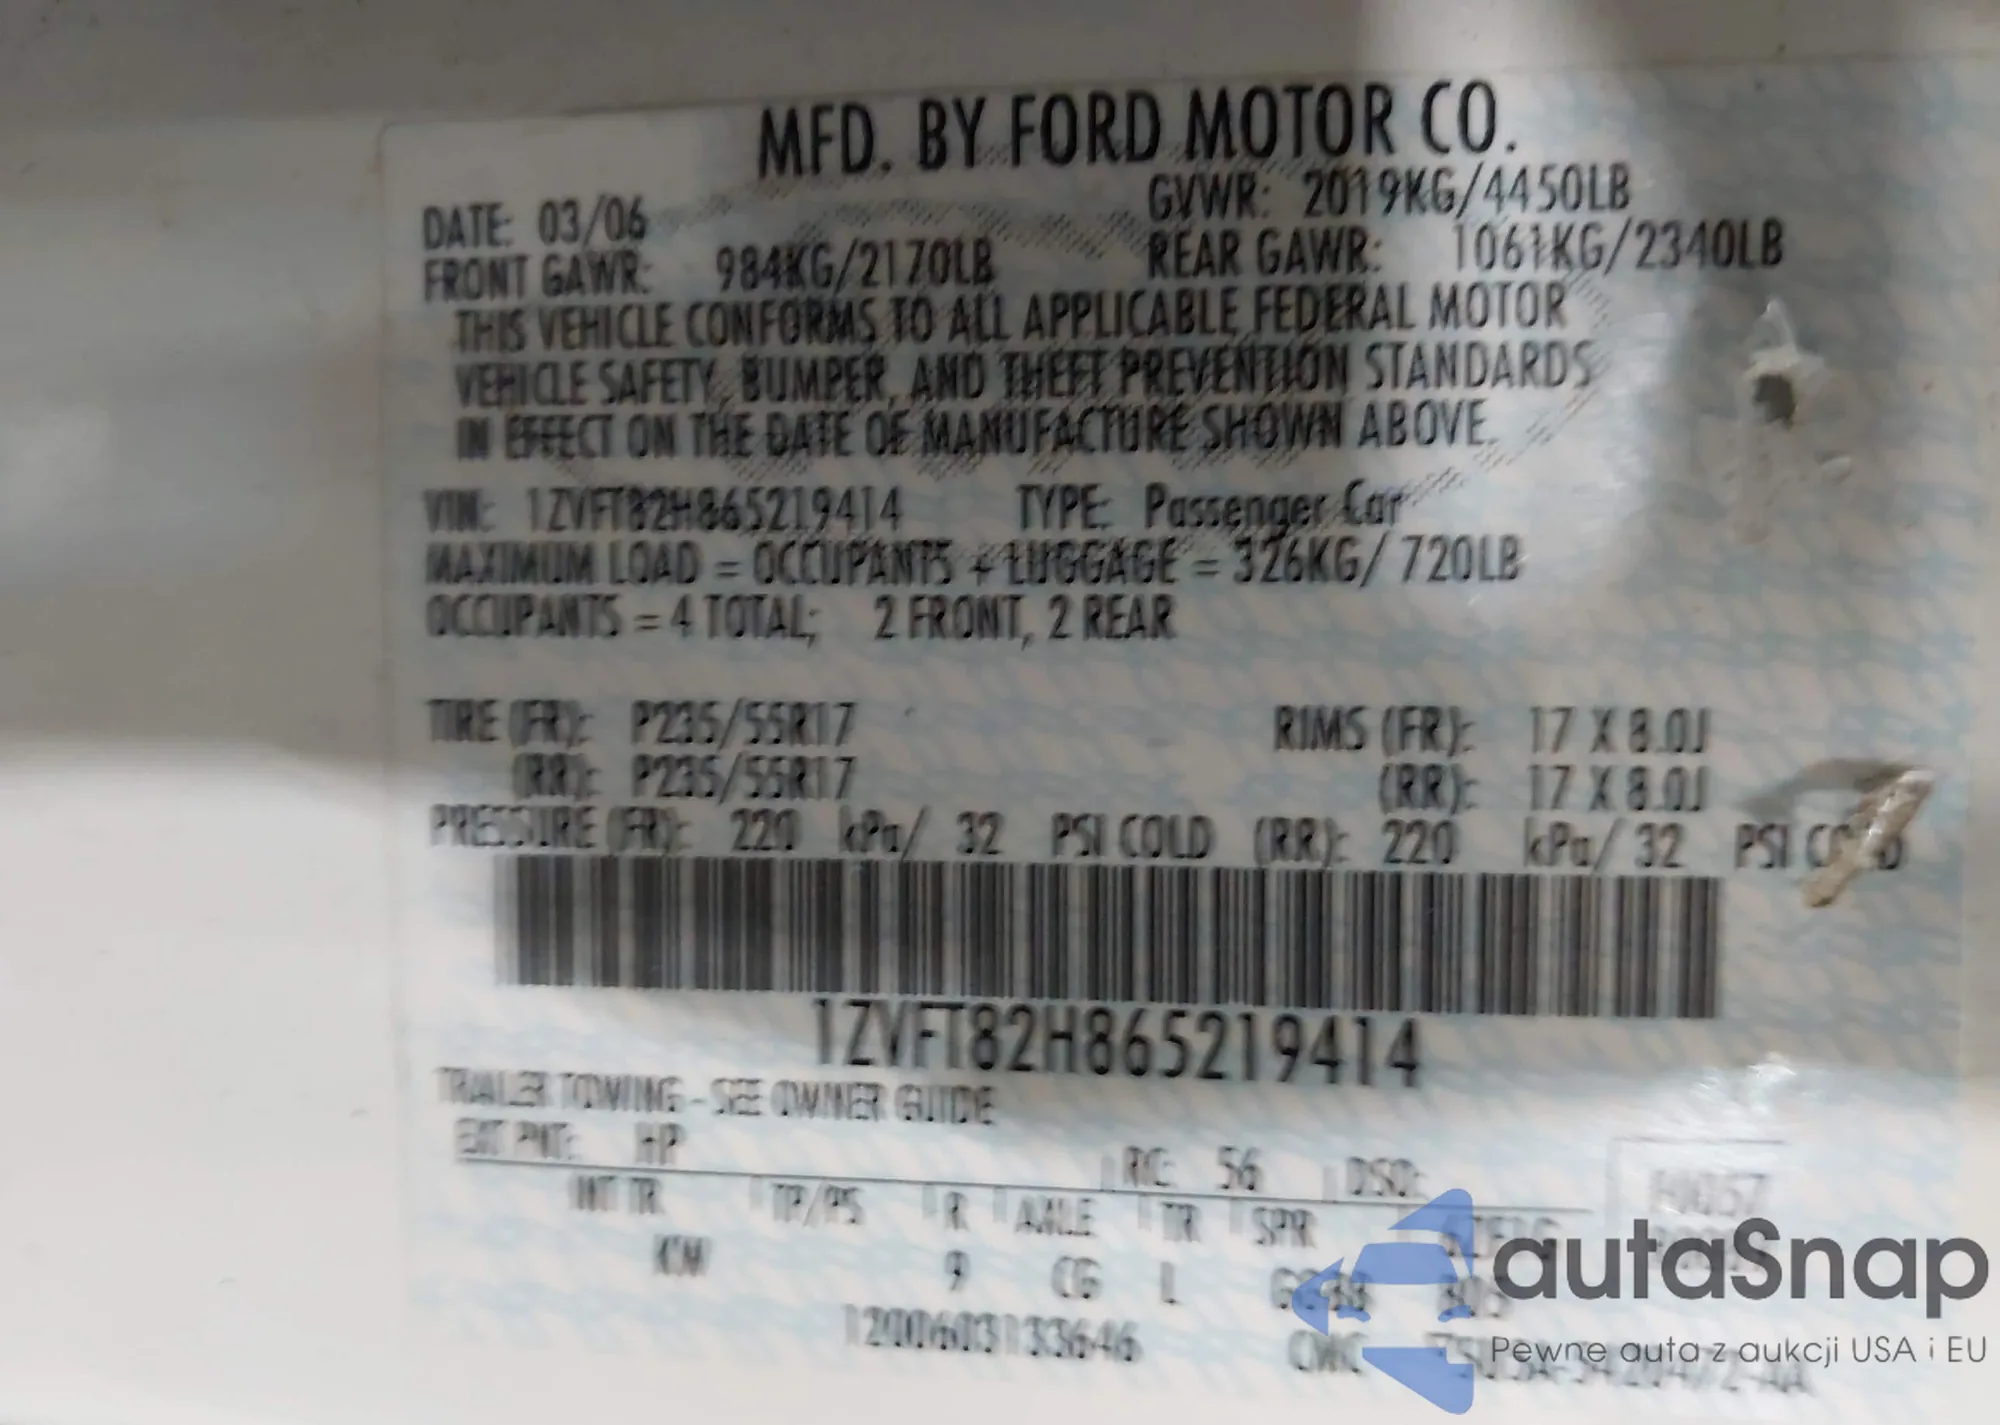 MFD. BY FORD MOTOR CO.
DATE: 03/06 GVWR: 2019KG/4450LB
FRONT GAWR: 984KG/2170LB REAR GAWR: 1061KG/2340LB
THIS VEHICLE CONFORMS TO ALL APPLICABLE FEDERAL MOTOR
VEHICLE SAFETY, BUMPER, AND THEFT PREVENTION STANDARDS
IN EFFECT ON THE DATE OF MANUFACTURE SHOWN ABOVE.
VIN: 1ZVFT82H865219414 TYPE: Passenger Car
MAXIMUM LOAD = OCCUPANTS + LUGGAGE = 326KG/ 720LB
OCCUPANTS = 4 TOTAL; 2 FRONT, 2 REAR
TIRE (FR): P235/55R17 RIMS (FR): 17 X 8.0J
(RR): P235/55R17 (RR): 17 X 8.0J
PRESSURE (FR): 220 kPa/ 32 PSI COLD (RR): 220 kPa/ 32 PSI COLD
1ZVFT82H865219414
TRAILER TOWING - SEE OWNER GUIDE
EXT PNT: HP RC: 56 DSO:
INT TR TP/PS R AXLE TR SPR
9 CG L
1200603133646
autaSnap
Pewne auta z aukcji USA i EU